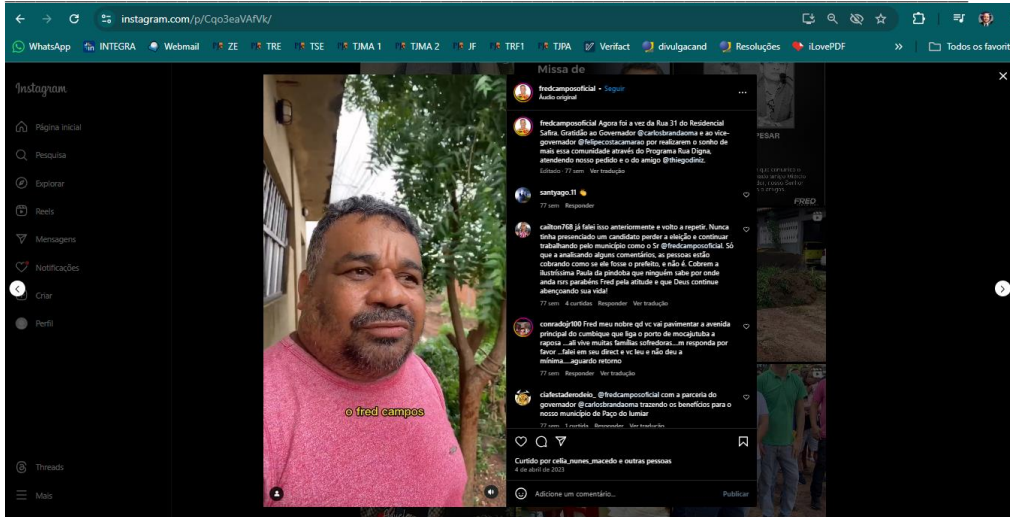 instagram.com/p/Cqo3eaVAfVk/
WhatsApp INTEGRA Webmail ZE TRE TSE TJMA 1 TJMA 2 JF TRF1 TJPA Verifact divulgacand Resoluções iLovePDF » Todos os favorit
Missa de
Instagram
Página inicial
Pesquisa
Explorar
Reels
Mensagens
Notificações
Criar
Perfil
Threads
Mais
o fred campos
fredcamposoficial • Seguir
Áudio original
fredcamposoficial Agora foi a vez da Rua 31 do Residencial
Safira. Gratidão ao Governador @carlosbrandaoma e ao vice-
governador @felipecostacamarao por realizarem o sonho de
mais essa comunidade através do Programa Rua Digna,
atendendo nosso pedido e o do amigo @thiegodiniz.
Editado · 77 sem Ver tradução
santyago.11
77 sem Responder
cailton768 já falei isso anteriormente e volto a repetir. Nunca
tinha presenciado um candidato perder a eleição e continuar
trabalhando pelo município como o Sr @fredcamposoficial. Só
que a analisando alguns comentários, as pessoas estão
cobrando como se ele fosse o prefeito, e não é. Cobrem a
ilustríssima Paula da pindoba que ninguém sabe por onde
anda rsrs parabéns Fred pela atitude e que Deus continue
abençoando sua vida!
77 sem 4 curtidas Responder Ver tradução
conradojr100 Fred meu nobre qd vc vai pavimentar a avenida
principal do cumbique que liga o porto de mocajutuba a
raposa ....ali vive muitas famílias sofredoras....m responda por
favor ...falei em seu direct e vc leu e não deu a
mínima....aguardo retorno
77 sem Responder Ver tradução
ciafestaderodeio_ @fredcamposoficial com a parceria do
governador @carlosbrandaoma trazendo os benefícios para o
nosso município de Paço do lumiar
77 sem 1 curtida Responder Ver tradução
Curtido por celia_nunes_macedo e outras pessoas
4 de abril de 2023
Adicione um comentário... Publicar
PESAR
FRED